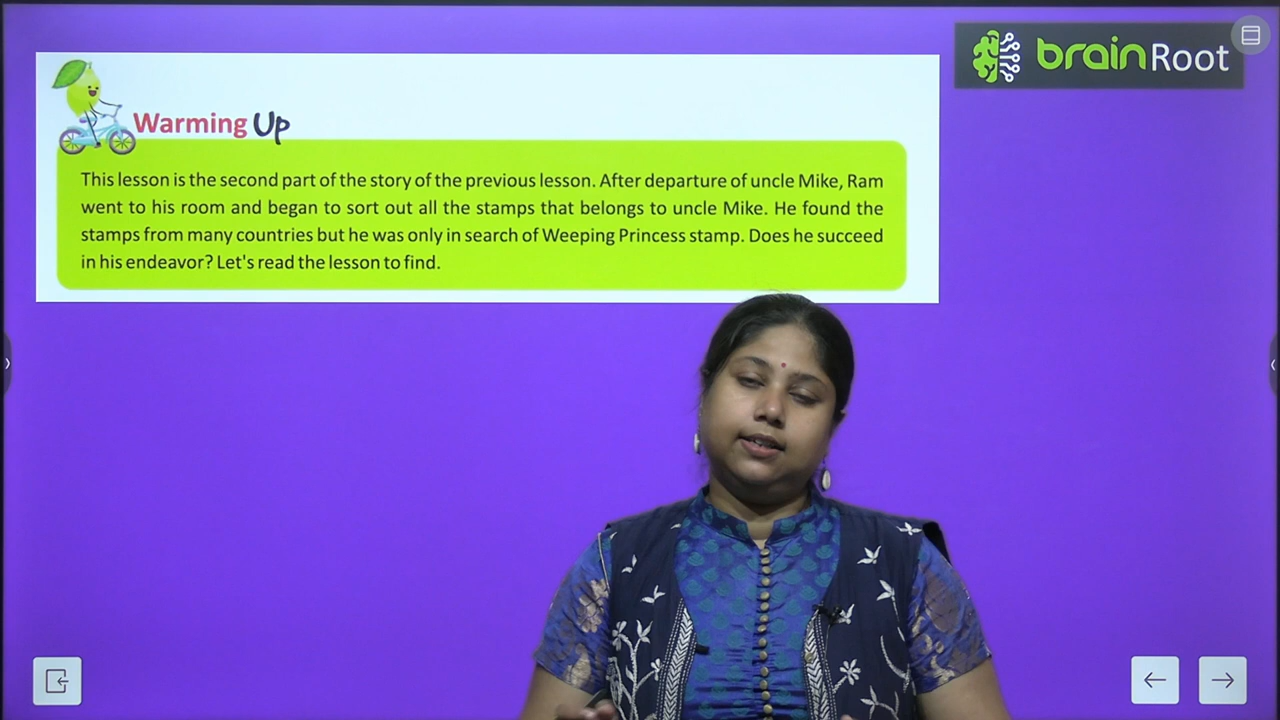 brainRoot
Warming Up
This lesson is the second part of the story of the previous lesson. After departure of uncle Mike, Ram
went to his room and began to sort out all the stamps that belongs to uncle Mike. He found the
stamps from many countries but he was only in search of Weeping Princess stamp. Does he succeed
in his endeavor? Let's read the lesson to find.